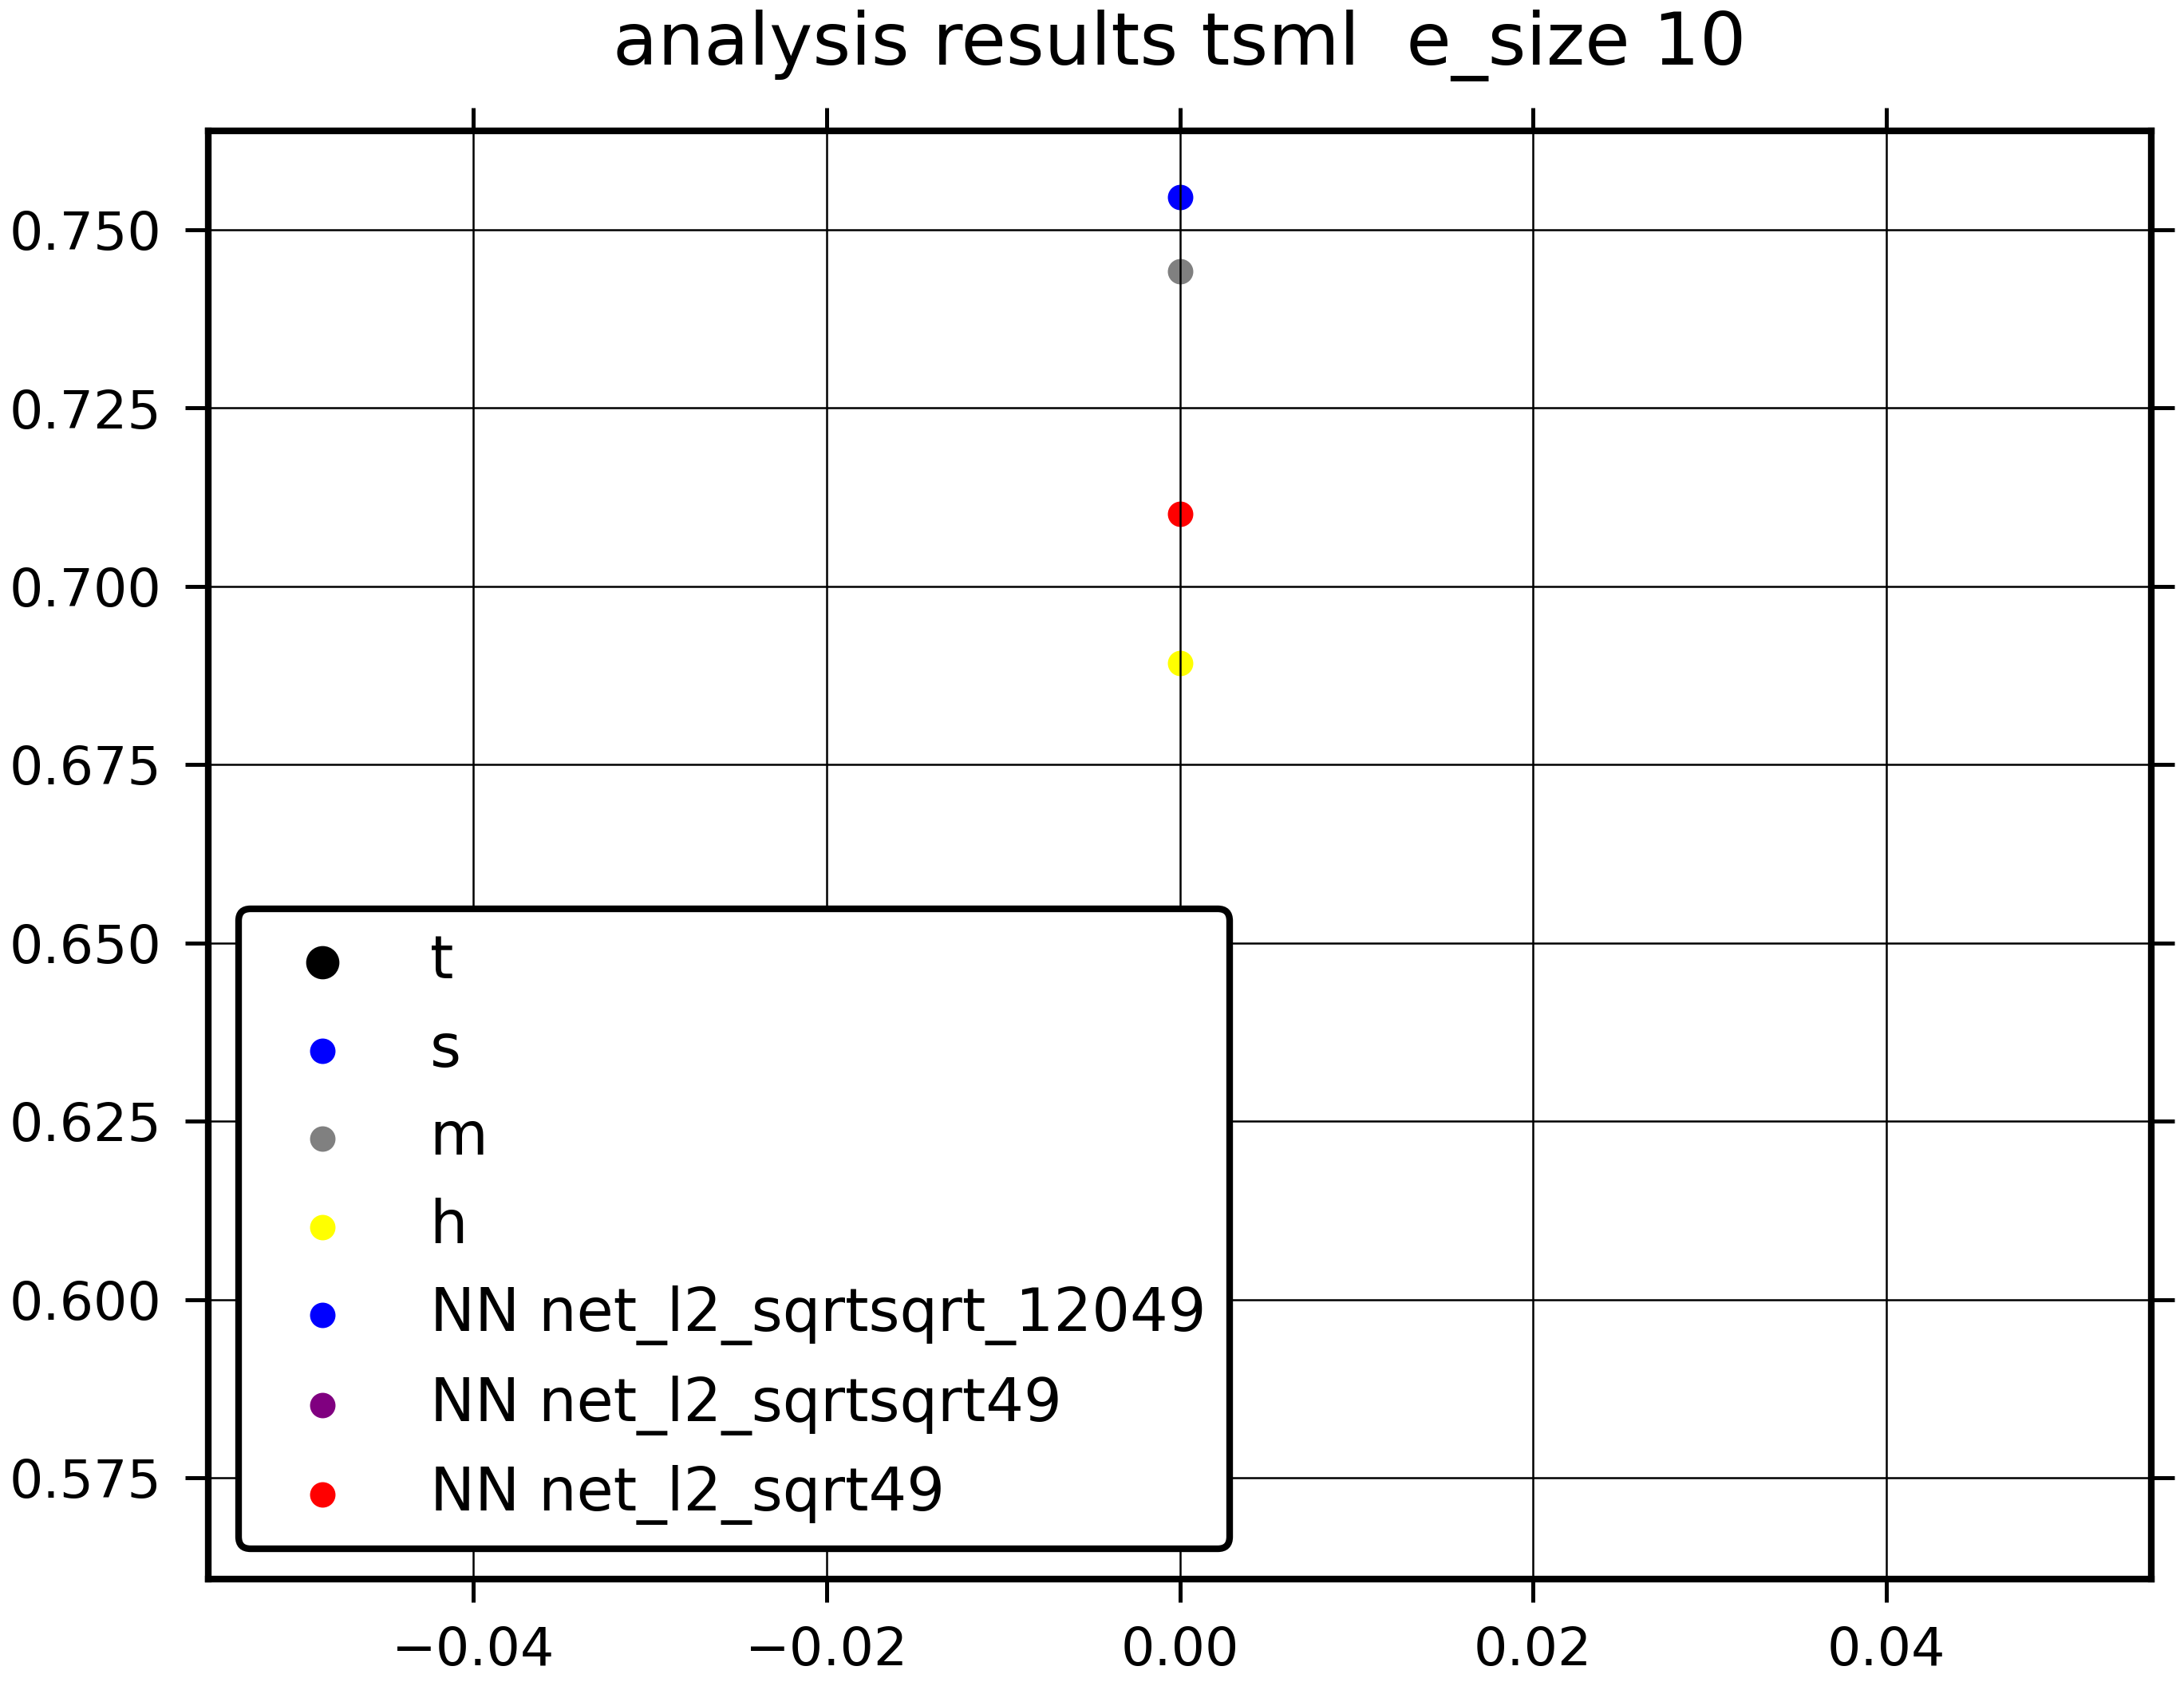 analysis results tsml  e_size 10
0.750
0.725
0.700
0.675
0.650
0.625
0.600
0.575
t
s
m
h
NN net_l2_sqrtsqrt_12049
NN net_l2_sqrtsqrt49
NN net_l2_sqrt49
−0.04
−0.02
0.00
0.02
0.04